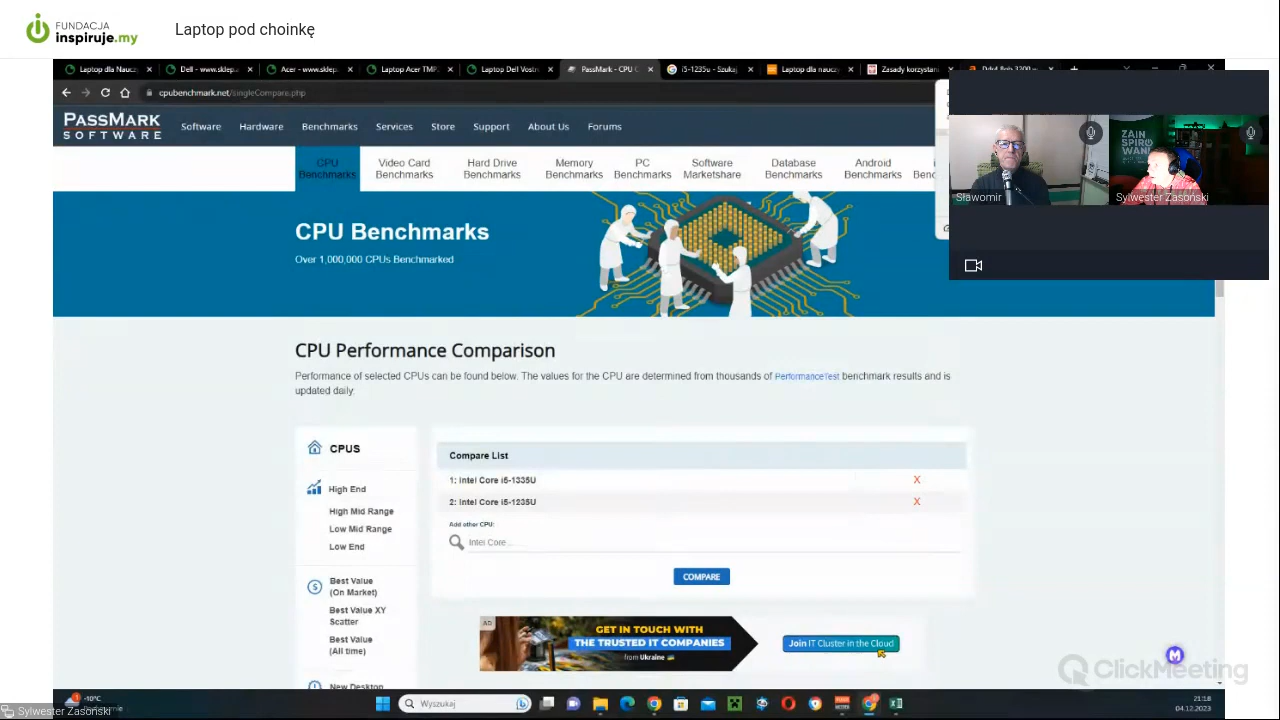 FUNDACJA
inspiruje.my
Laptop pod choinkę
Laptop dla Nauc
Dell - www.sklep.
Acer - www.sklep.
Laptop Acer TMP
Laptop Dell Vostr
PassMark - CPU
i5-1235u - Szukaj
Laptop dla nauczy
Zasady korzystan
cpubenchmark.net/singleCompare.php
PASSMARK
SOFTWARE
Software
Hardware
Benchmarks
Services
Store
Support
About Us
Forums
CPU
Benchmarks
Video Card
Benchmarks
Hard Drive
Benchmarks
Memory
Benchmarks
PC
Benchmarks
Software
Marketshare
Database
Benchmarks
Android
Benchmarks
Benc
ZAIN
SPIRO
WANI
Sławomir
Sylwester Zasoński
CPU Benchmarks
Over 1,000,000 CPUs Benchmarked
CPU Performance Comparison
Performance of selected CPUs can be found below. The values for the CPU are determined from thousands of PerformanceTest benchmark results and is
updated daily.
CPUS
High End
High Mid Range
Low Mid Range
Low End
Best Value
(On Market)
Best Value XY
Scatter
Best Value
(All time)
New Desktop
Compare List
1: Intel Core i5-1335U X
2: Intel Core i5-1235U X
Add other CPU:
Intel Core ...
COMPARE
AD
GET IN TOUCH WITH
THE TRUSTED IT COMPANIES
from Ukraine
Join IT Cluster in the Cloud
ClickMeeting
-10°C
Wyszukaj
21:18
04.12.2023
Sylwester Zasoński